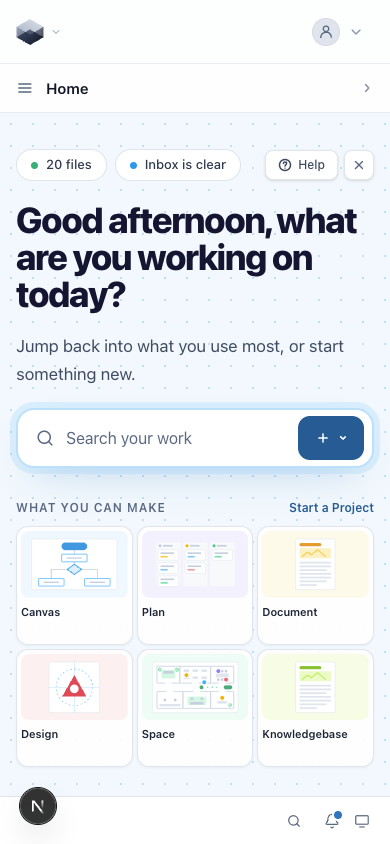 Home
20 files
Inbox is clear
Help
Good afternoon, what
are you working on
today?
Jump back into what you use most, or start
something new.
Search your work
WHAT YOU CAN MAKE
Start a Project
Canvas
Plan
Document
Design
Space
Knowledgebase
N